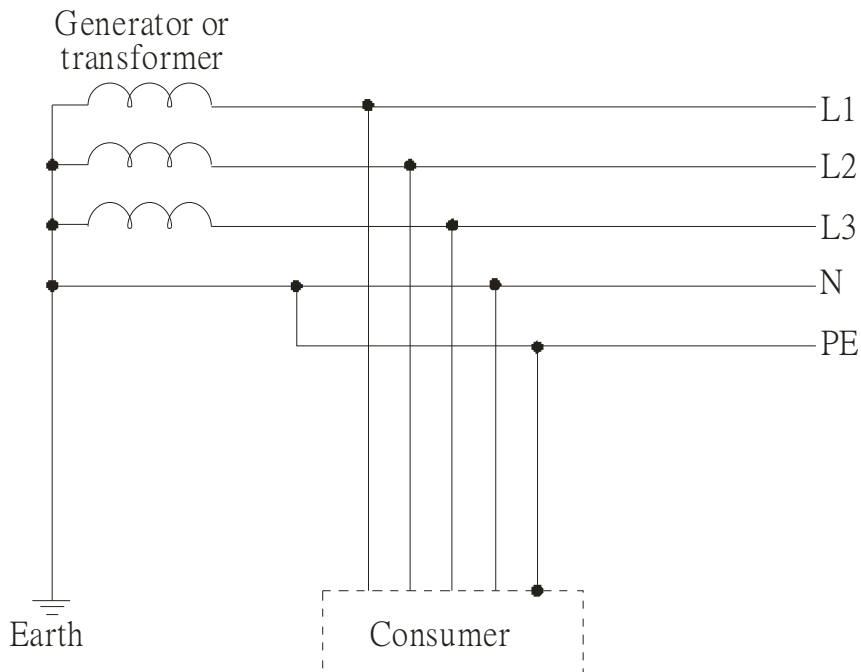 Generator or
transformer
L1
L2
L3
N
PE
Earth
Consumer